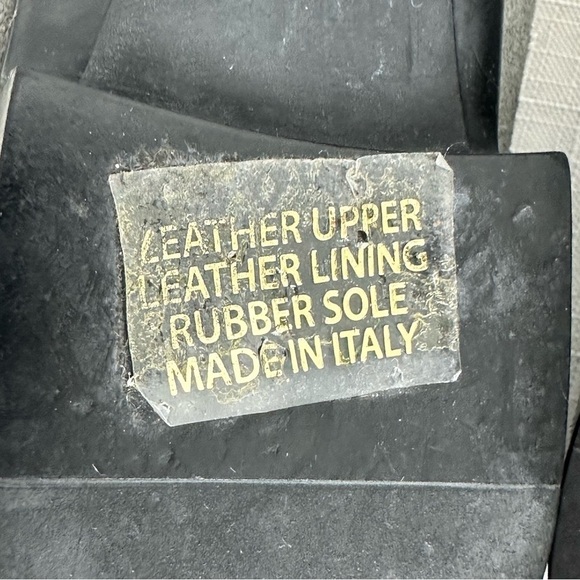 LEATHER UPPER
LEATHER LINING
RUBBER SOLE
MADE IN ITALY